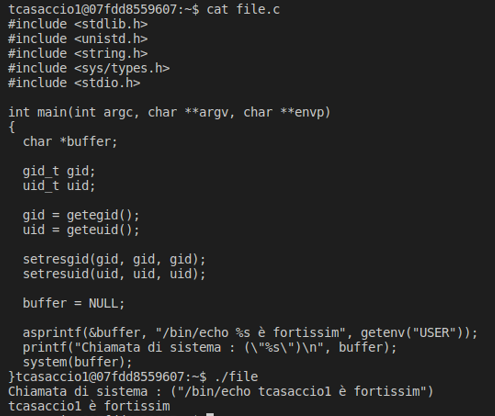 tcasaccio1@07fdd8559607:~$ cat file.c
#include <stdlib.h>
#include <unistd.h>
#include <string.h>
#include <sys/types.h>
#include <stdio.h>

int main(int argc, char **argv, char **envp)
{
  char *buffer;

  gid_t gid;
  uid_t uid;

  gid = getegid();
  uid = geteuid();

  setresgid(gid, gid, gid);
  setresuid(uid, uid, uid);

  buffer = NULL;

  asprintf(&buffer, "/bin/echo %s è fortissim", getenv("USER"));
  printf("Chiamata di sistema : (\"%s\")\n", buffer);
  system(buffer);
}tcasaccio1@07fdd8559607:~$ ./file
Chiamata di sistema : ("/bin/echo tcasaccio1 è fortissim")
tcasaccio1 è fortissim